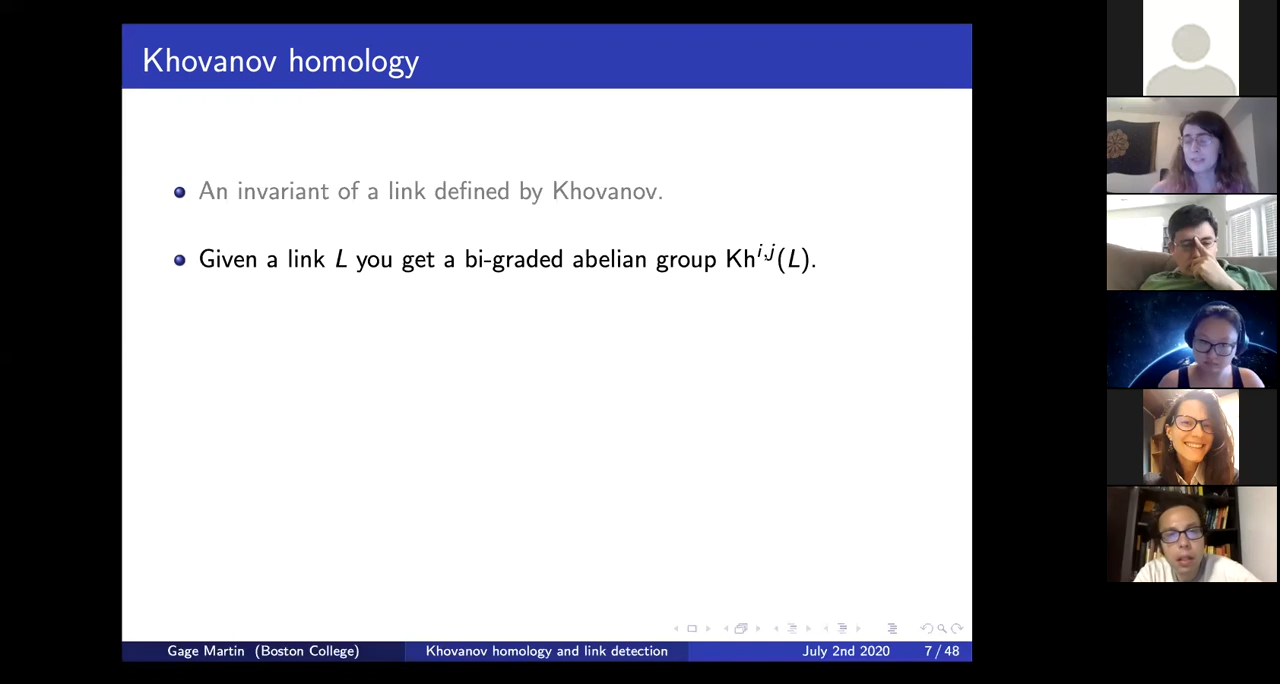 Khovanov homology
An invariant of a link defined by Khovanov.
Given a link L you get a bi-graded abelian group Kh^{i,j}(L).
Gage Martin (Boston College)
Khovanov homology and link detection
July 2nd 2020
7 / 48